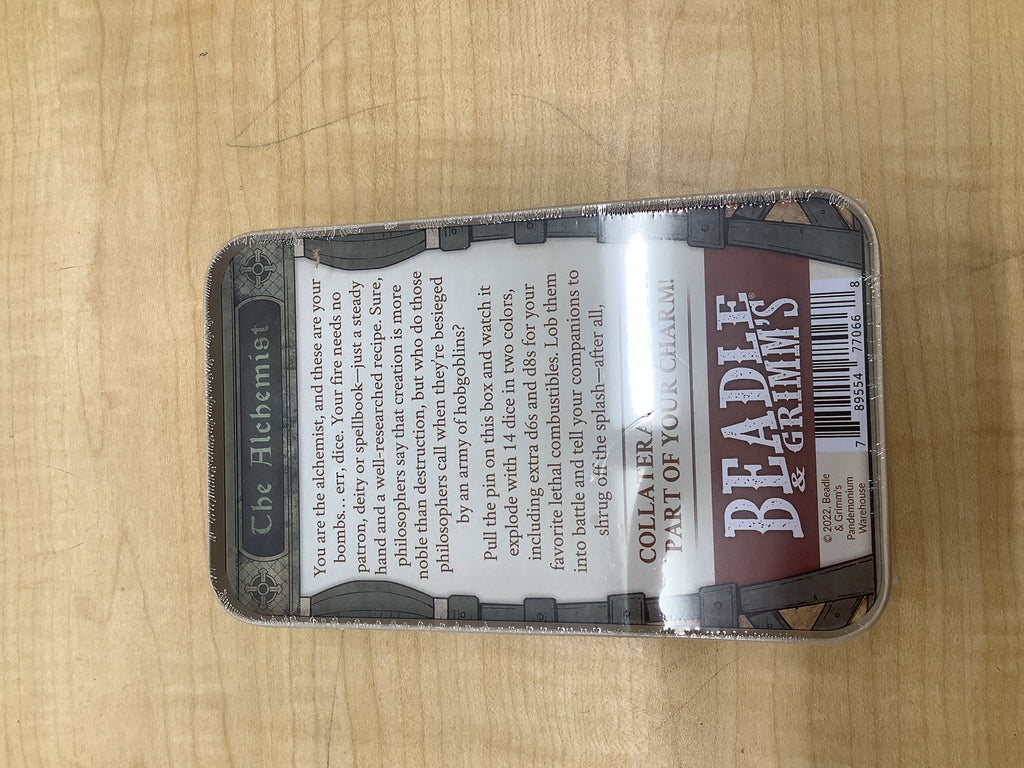 The Alchemist
You are the alchemist, and these are your
bombs... err, dice. Your fire needs no
patron, deity or spellbook—just a steady
hand and a well-researched recipe. Sure,
philosophers say that creation is more
noble than destruction, but who do those
philosophers call when they're besieged
by an army of hobgoblins?
Pull the pin on this box and watch it
explode with 14 dice in two colors,
including extra d6s and d8s for your
favorite lethal combustibles. Lob them
into battle and tell your companions to
shrug off the splash—after all,
COLLATERA
PART OF YOUR CHARM!
BEADLE®
& GRIMM'S
© 2022, Beadle
& Grimm's
Pandemonium
Warehouse
7 89554 77066 8